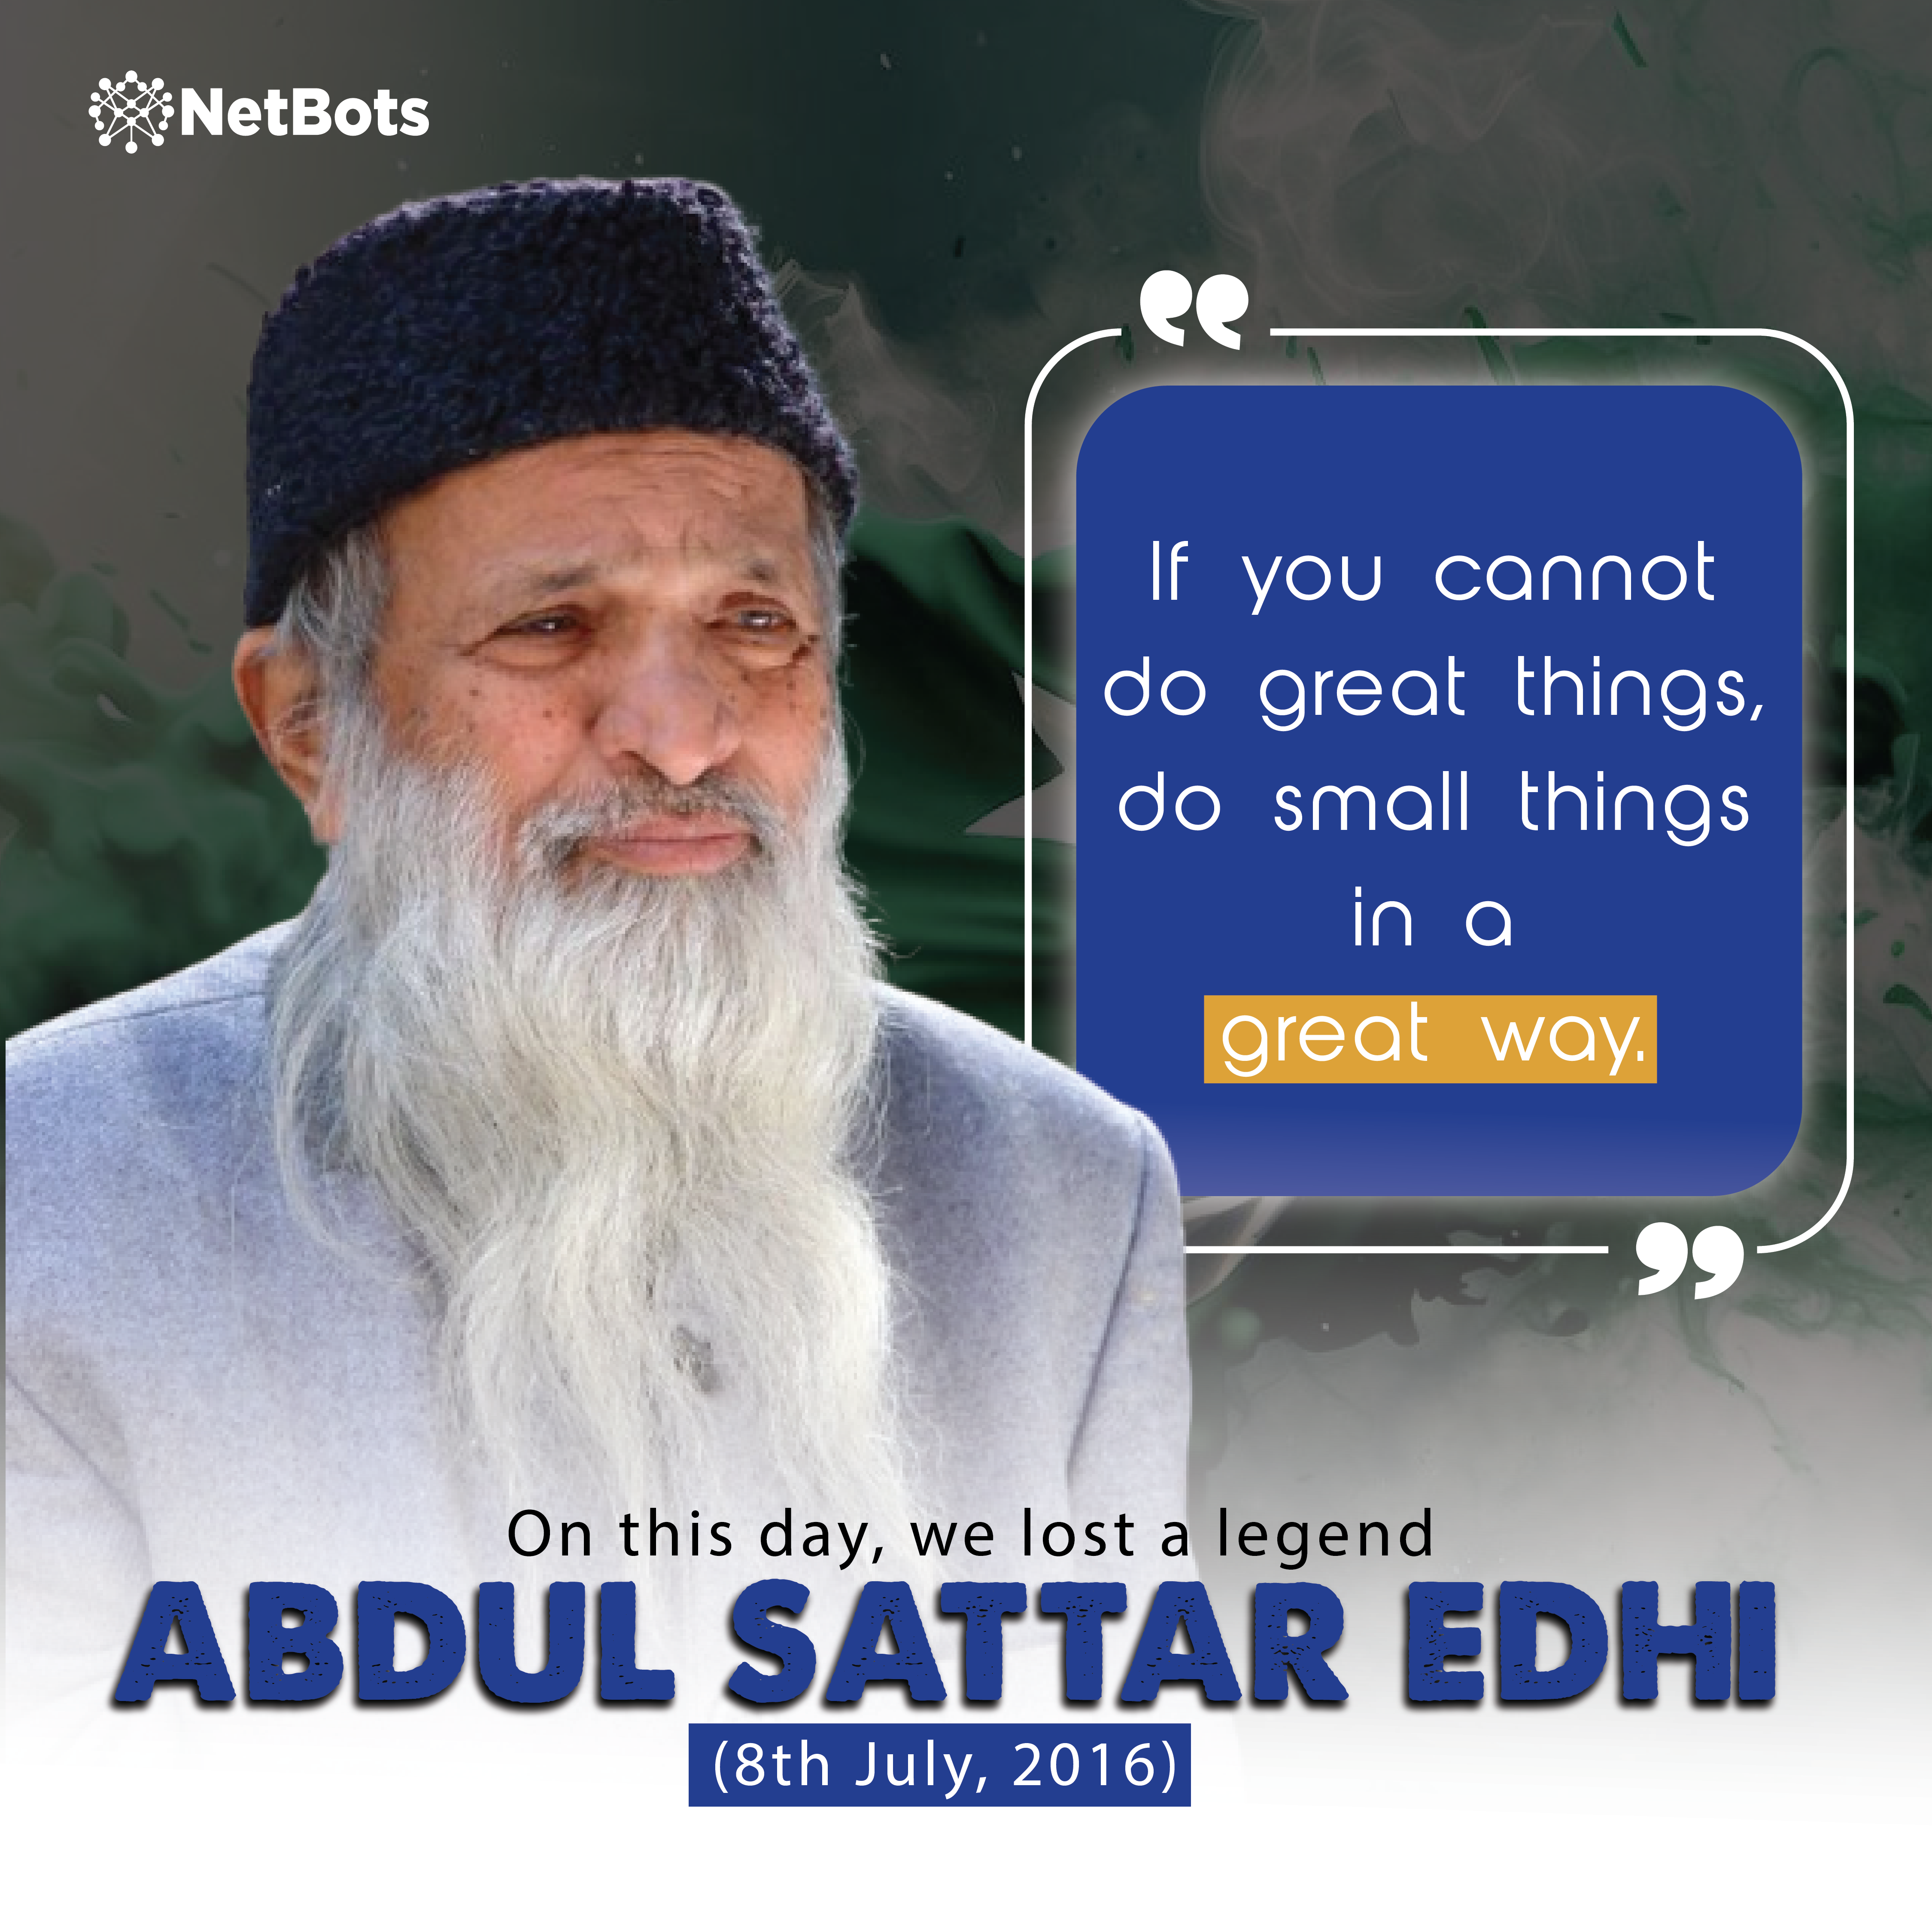 NetBots
“
If you cannot
do great things,
do small things
in a
great way.
”
On this day, we lost a legend
ABDUL SATTAR EDHI
(8th July, 2016)